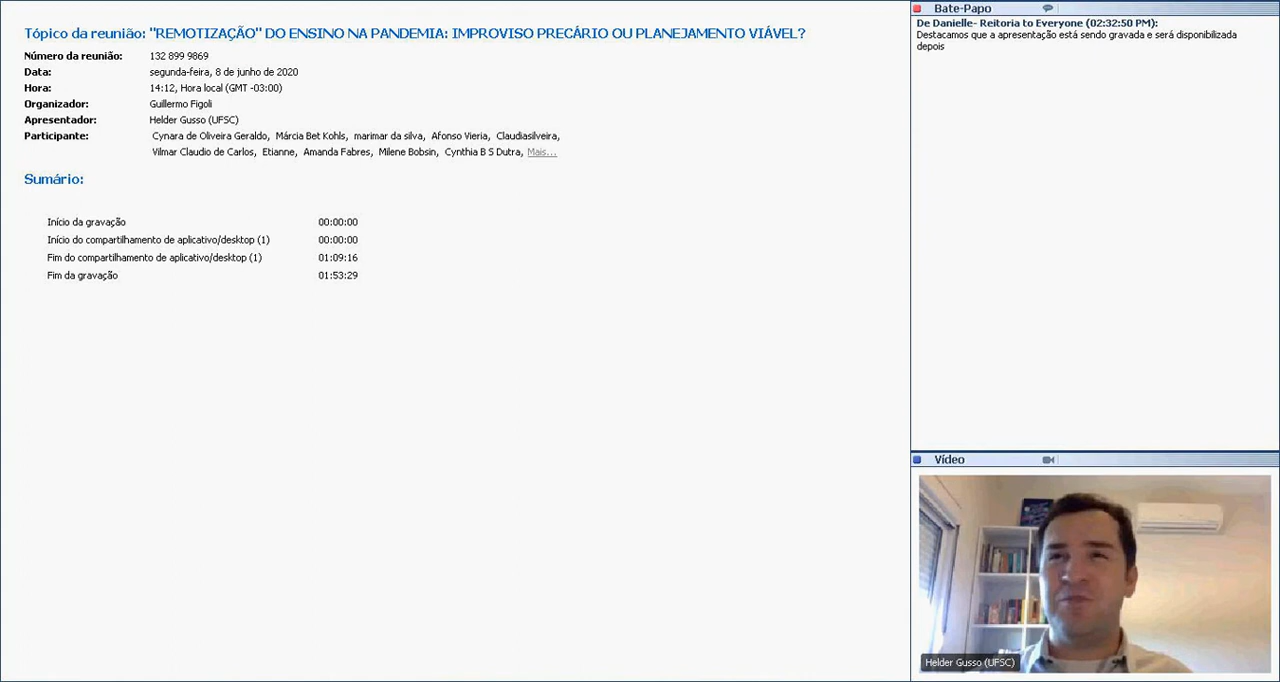 Tópico da reunião: "REMOTIZAÇÃO" DO ENSINO NA PANDEMIA: IMPROVISO PRECÁRIO OU PLANEJAMENTO VIÁVEL?
Número da reunião: 132 899 9869
Data: segunda-feira, 8 de junho de 2020
Hora: 14:12, Hora local (GMT -03:00)
Organizador: Guillermo Figoli
Apresentador: Helder Gusso (UFSC)
Participante: Cynara de Oliveira Geraldo, Márcia Bet Kohls, marimar da silva, Afonso Vieria, Claudiasilveira,
Vilmar Claudio de Carlos, Etianne, Amanda Fabres, Milene Bobsin, Cynthia B S Dutra, Mais...
Sumário:
Início da gravação 00:00:00
Início do compartilhamento de aplicativo/desktop (1) 00:00:00
Fim do compartilhamento de aplicativo/desktop (1) 01:09:16
Fim da gravação 01:53:29
Bate-Papo
De Danielle- Reitoria to Everyone (02:32:50 PM):
Destacamos que a apresentação está sendo gravada e será disponibilizada
depois
Vídeo
Helder Gusso (UFSC)